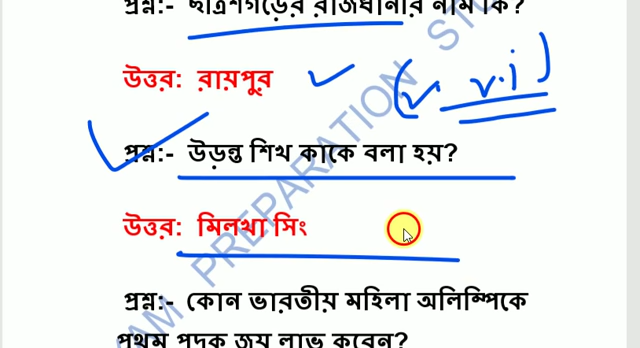 প্রশ্ন:- ছত্রিশগড়ের রাজধানীর নাম কি?
উত্তর: রায়পুর
(v. v.i)
প্রশ্ন:- উড়ন্ত শিখ কাকে বলা হয়?
উত্তর: মিলখা সিং
প্রশ্ন:- কোন ভারতীয় মহিলা অলিম্পিকে
প্রথম পদক জয় লাভ করেন?
PREPARATION